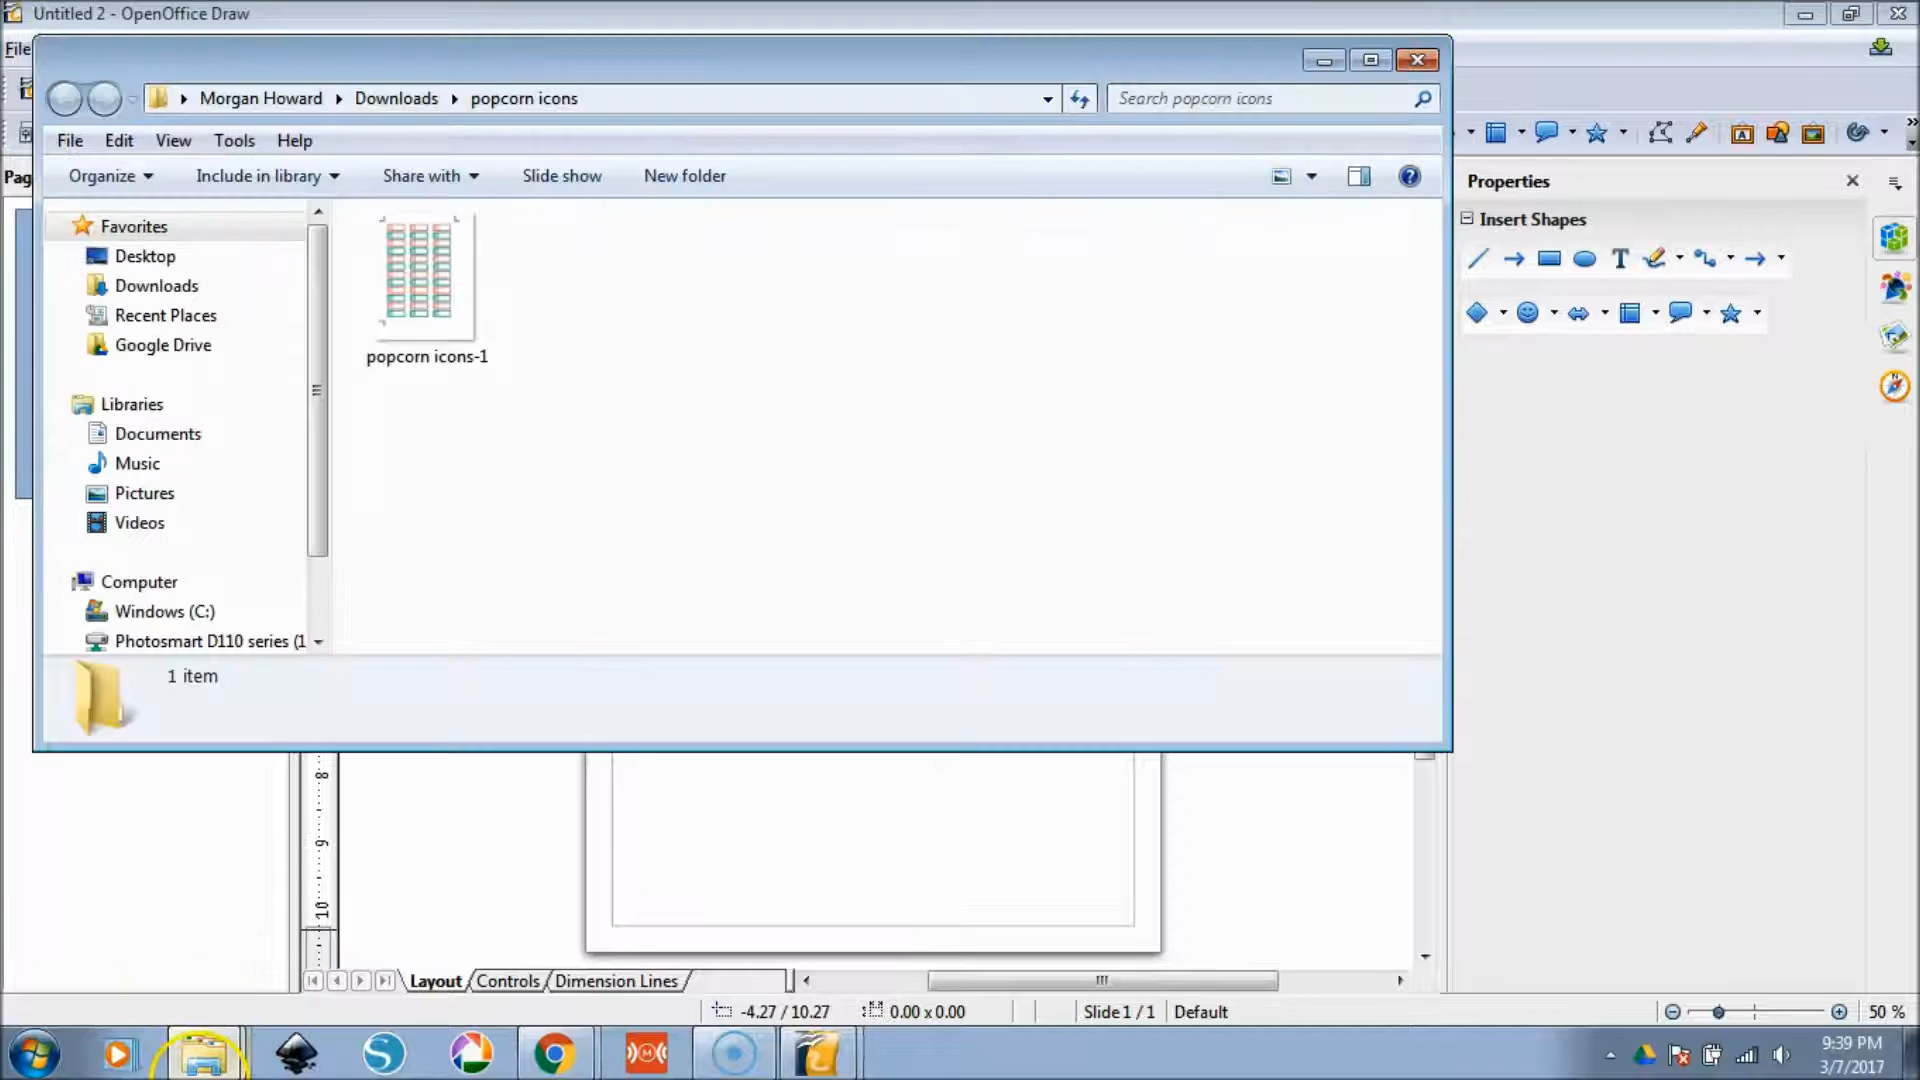 Untitled 2 - OpenOffice Draw
File
Morgan Howard Downloads popcorn icons
Search popcorn icons
File Edit View Tools Help
Organize Include in library Share with Slide show New folder
Pag
Properties
Insert Shapes
Favorites
Desktop
Downloads
Recent Places
Google Drive
Libraries
Documents
Music
Pictures
Videos
Computer
Windows (C:)
Photosmart D110 series (1
popcorn icons-1
1 item
8
9
10
Layout Controls Dimension Lines
-4.27 / 10.27 0.00 x 0.00 Slide 1 / 1 Default 50 %
9:39 PM
3/7/2017